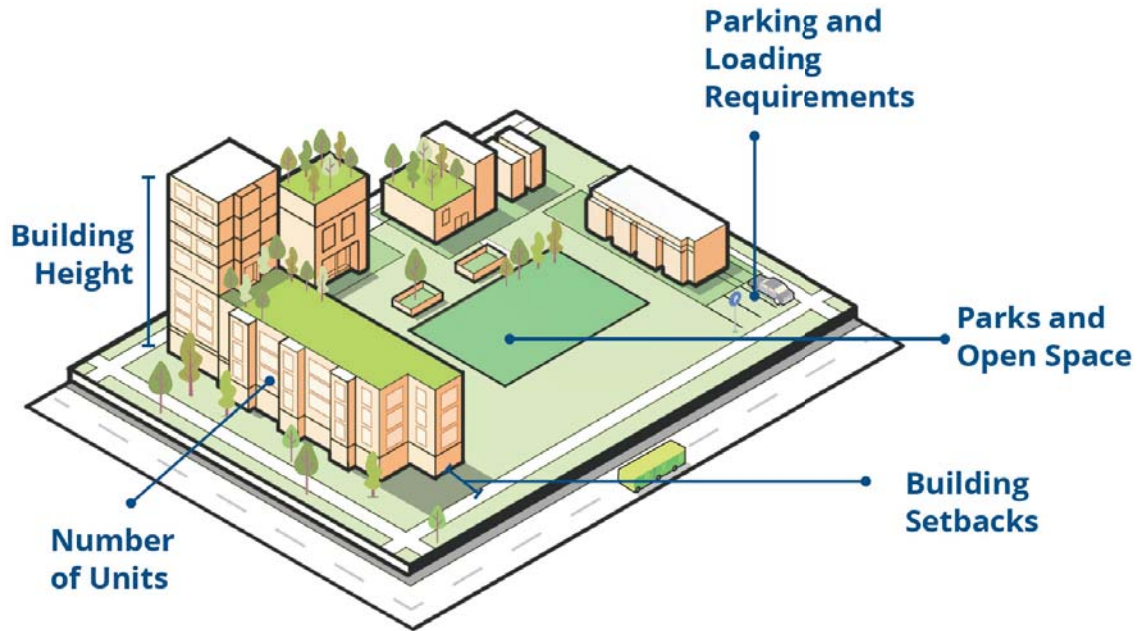 Parking and
Loading
Requirements
Building
Height
Parks and
Open Space
Building
Setbacks
Number
of Units